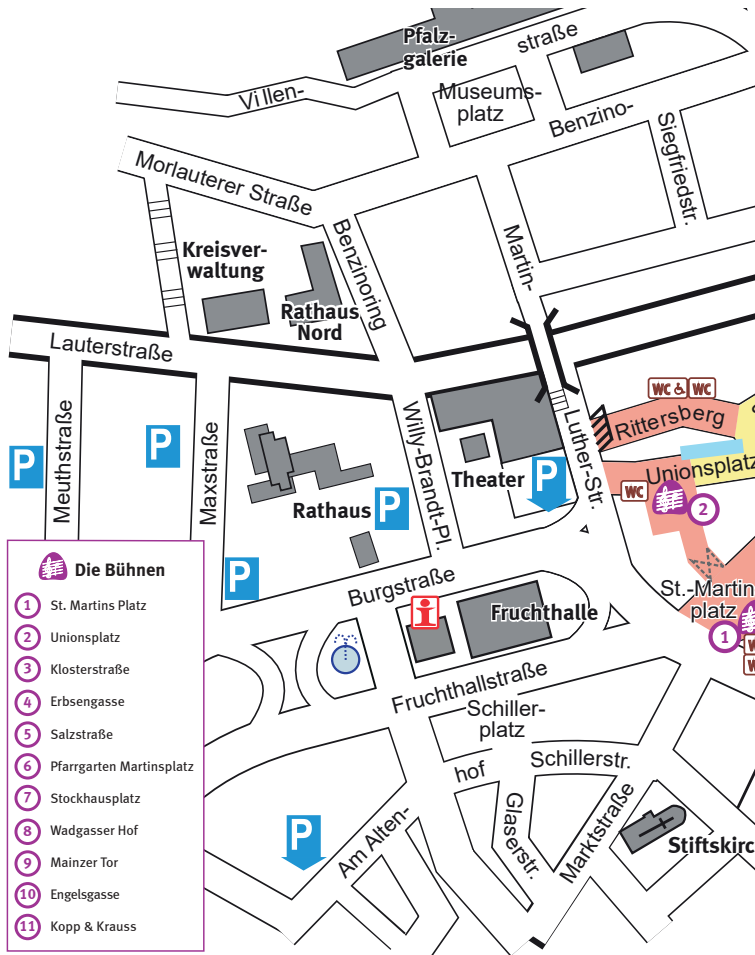 Pfalz-
galerie
straße
Villen-
Museums-
platz
Benzino-
Siegfriedstr.
Morlauterer Straße
Kreisver-
waltung
Benzinoring
Martin-
Rathaus
Nord
Lauterstraße
Meuthstraße
Maxstraße
Willy-Brandt-Pl.
Luther-Str.
WC WC
Rittersberg
Unionsplatz
WC
2
P
P
P
P
P
Theater
Rathaus
Burgstraße
Fruchthalle
St.-Martin
platz
1
Fruchthallstraße
Schiller-
platz
hof
Schillerstr.
Glaserstr.
Marktstraße
Am Alten-
P
Stiftskirc
Die Bühnen
1 St. Martins Platz
2 Unionsplatz
3 Klosterstraße
4 Erbsengasse
5 Salzstraße
6 Pfarrgarten Martinsplatz
7 Stockhausplatz
8 Wadgasser Hof
9 Mainzer Tor
10 Engelsgasse
11 Kopp & Krauss